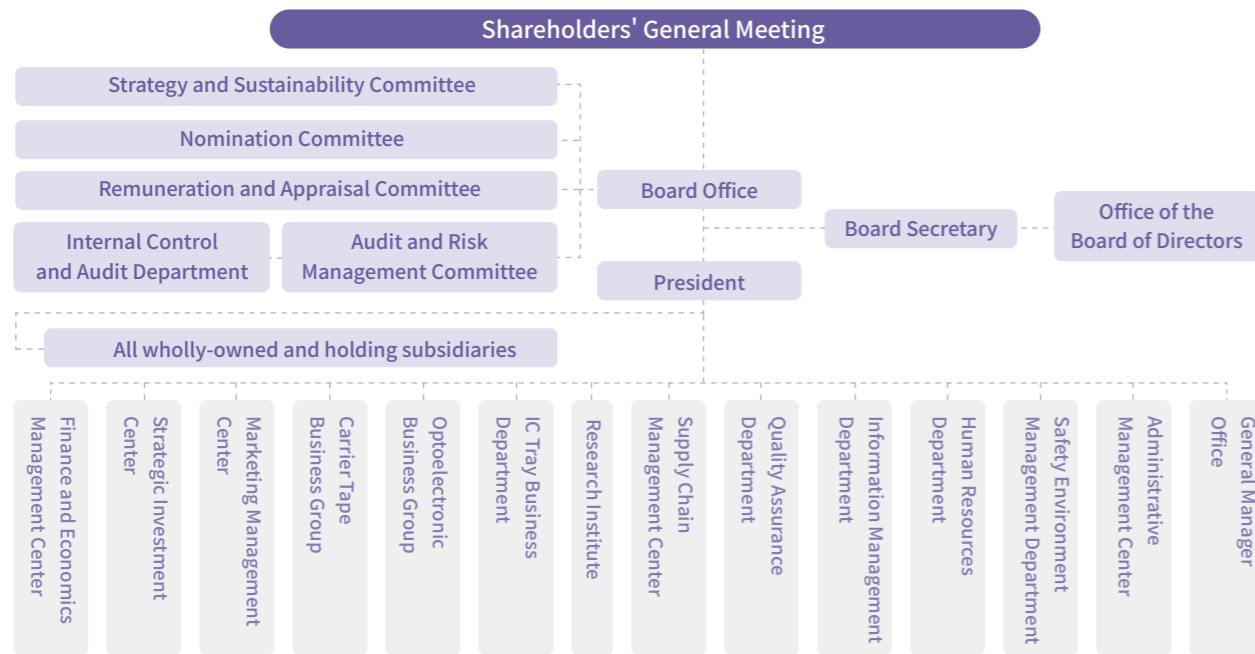 Shareholders' General Meeting
Strategy and Sustainability Committee
Nomination Committee
Remuneration and Appraisal Committee
Board Office
Internal Control
and Audit Department
Audit and Risk
Management Committee
Board Secretary
Office of the
Board of Directors
President
All wholly-owned and holding subsidiaries
Finance and Economics
Management Center
Strategic Investment
Center
Marketing Management
Center
Carrier Tape
Business Group
Optoelectronic
Business Group
IC Tray Business
Department
Research Institute
Supply Chain
Management Center
Quality Assurance
Department
Information Management
Department
Human Resources
Department
Safety Environment
Management Department
Administrative
Management Center
General Manager
Office